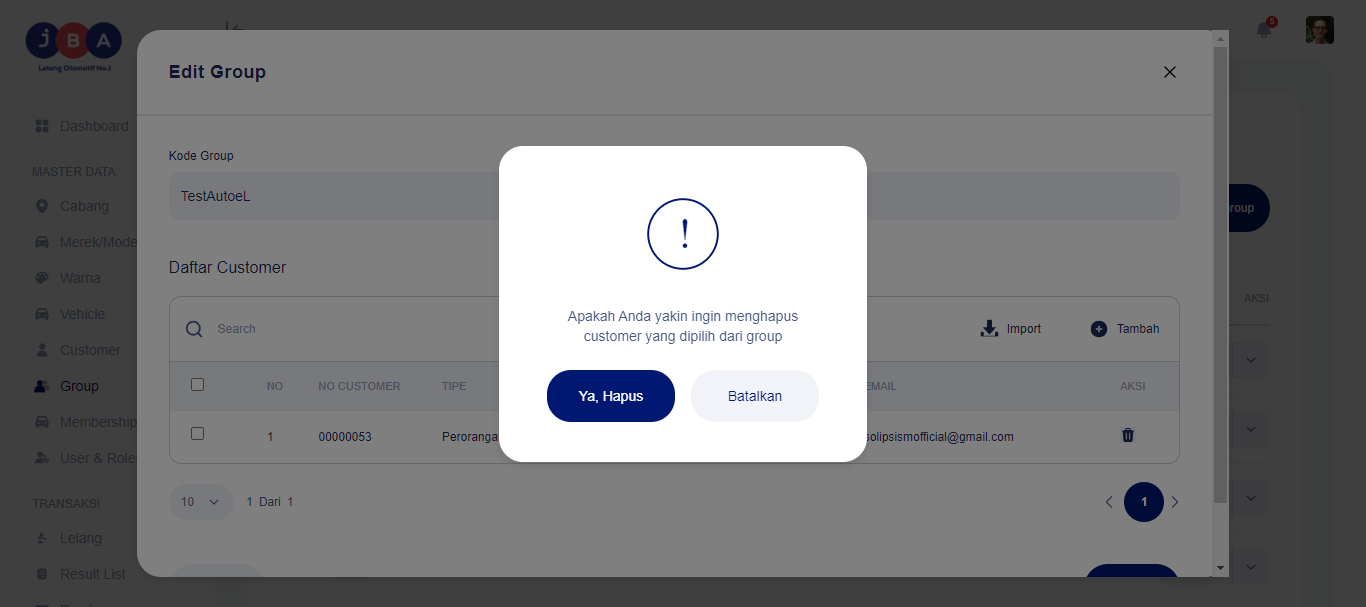 JBA
Lelang Otomotif No.1
6
Edit Group
Dashboard
MASTER DATA
Cabang
Merek/Mode
Warna
Vehicle
Customer
Group
Membership
User & Roles
TRANSAKSI
Lelang
Result List
Kode Group
TestAutoeL
Daftar Customer
Search
Import
Tambah
NO
NO CUSTOMER
TIPE
EMAIL
AKSI
1
00000053
Peroranga
solipsismofficial@gmail.com
10
1 Dari 1
1
!
Apakah Anda yakin ingin menghapus
customer yang dipilih dari group
Ya, Hapus
Batalkan
roup
AKSI